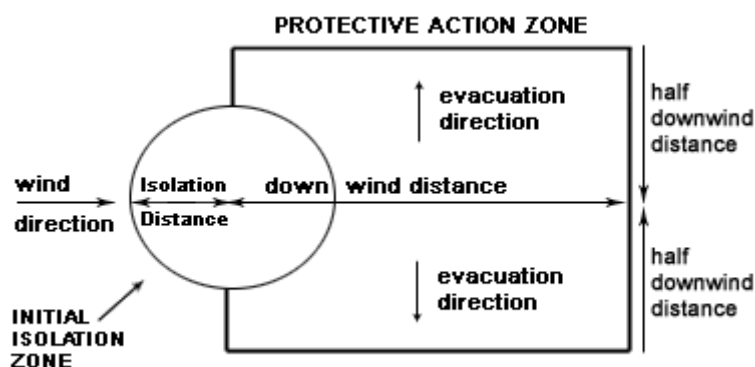 PROTECTIVE ACTION ZONE
evacuation
direction
half
downwind
distance
wind
direction
Isolation
Distance
down wind distance
evacuation
direction
half
downwind
distance
INITIAL
ISOLATION
ZONE